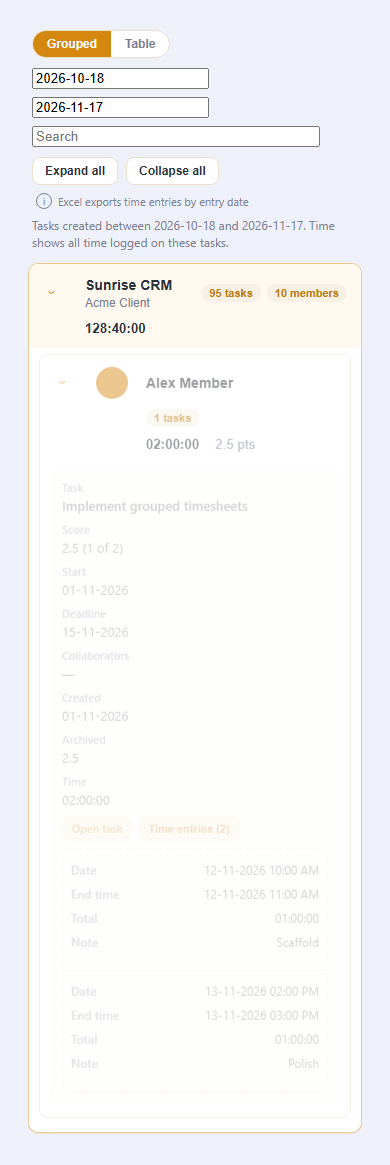 Grouped Table
2026-10-18
2026-11-17
Search
Expand all Collapse all
Excel exports time entries by entry date
Tasks created between 2026-10-18 and 2026-11-17. Time
shows all time logged on these tasks.
Sunrise CRM
Acme Client
95 tasks 10 members
128:40:00
Alex Member
1 tasks
02:00:00 2.5 pts
Task
Implement grouped timesheets
Score
2.5 (1 of 2)
Start
01-11-2026
Deadline
15-11-2026
Collaborators
—
Created
01-11-2026
Archived
2.5
Time
02:00:00
Open task Time entries (2)
Date 12-11-2026 10:00 AM
End time 12-11-2026 11:00 AM
Total 01:00:00
Note Scaffold
Date 13-11-2026 02:00 PM
End time 13-11-2026 03:00 PM
Total 01:00:00
Note Polish